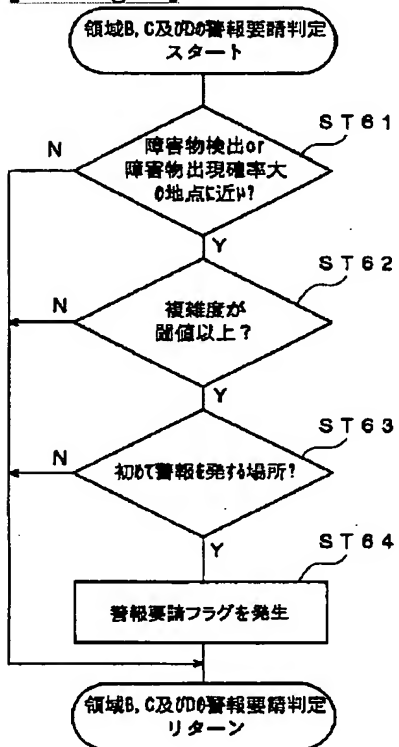 領域B, C及びDの警報要請判定
スタート
ST61
N
障害物検出or
障害物出現確率大
の地点に近い?
Y
ST62
N
複雑度が
閾値以上?
Y
ST63
N
初めて警報を発する場所?
Y
ST64
警報要請フラグを発生
領域B, C及びDの警報要請判定
リターン